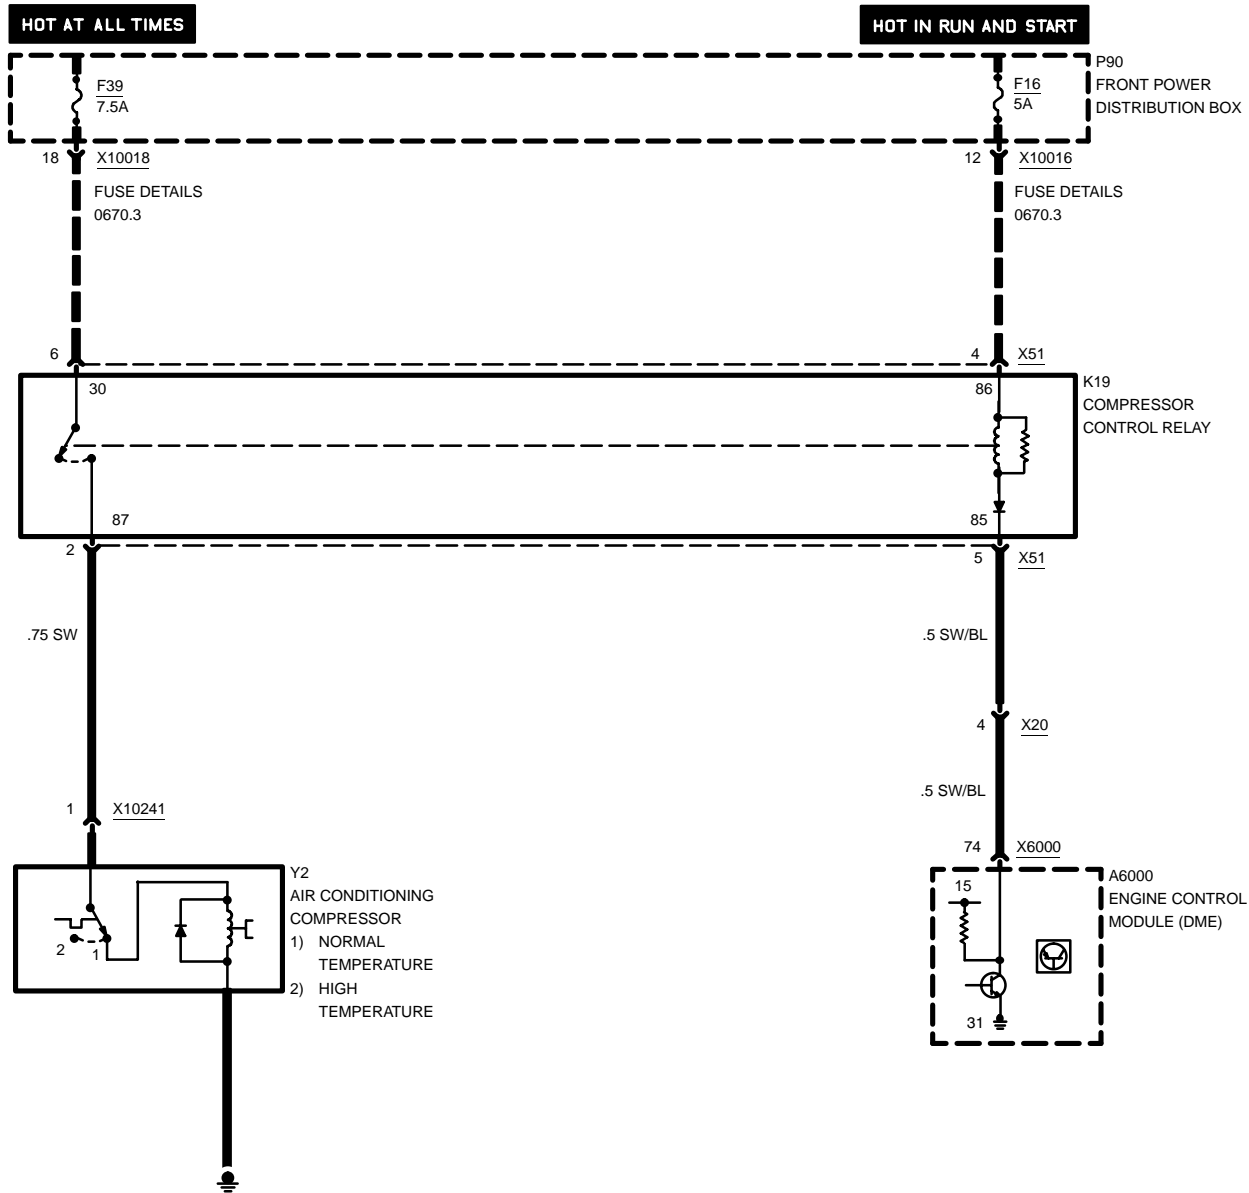 HOT AT ALL TIMES
HOT IN RUN AND START
F39
7.5A
F16
5A
P90
FRONT POWER
DISTRIBUTION BOX
18 X10018
12 X10016
FUSE DETAILS
0670.3
FUSE DETAILS
0670.3
6
4 X51
30
86
K19
COMPRESSOR
CONTROL RELAY
87
85
2
5 X51
.75 SW
.5 SW/BL
4 X20
.5 SW/BL
1 X10241
74 X6000
Y2
AIR CONDITIONING
COMPRESSOR
1) NORMAL
TEMPERATURE
2) HIGH
TEMPERATURE
2 1
15
31
A6000
ENGINE CONTROL
MODULE (DME)